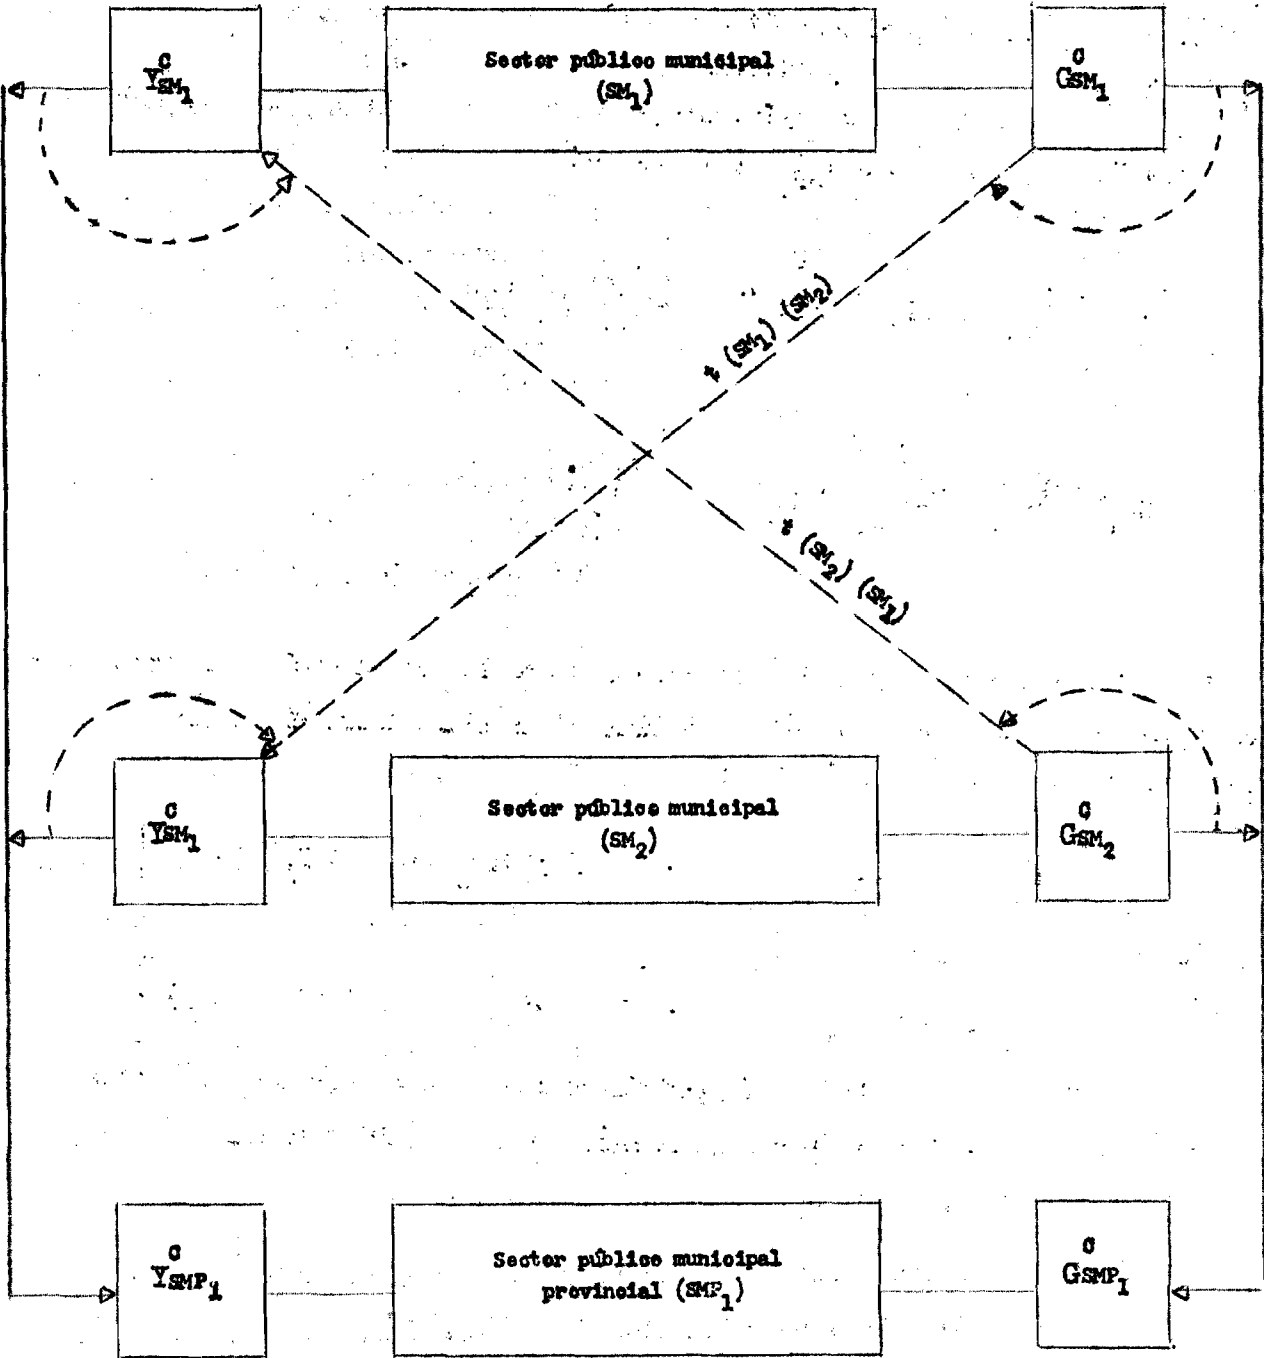 C
YSM1
Sector público municipal
(SM1)
C
GSM1
t (SM1) (SM2)
t (SM2) (SM1)
C
YSM1
Sector público municipal
(SM2)
C
GSM2
C
YSMP1
Sector público municipal
provincial (SMP1)
C
GSMP1